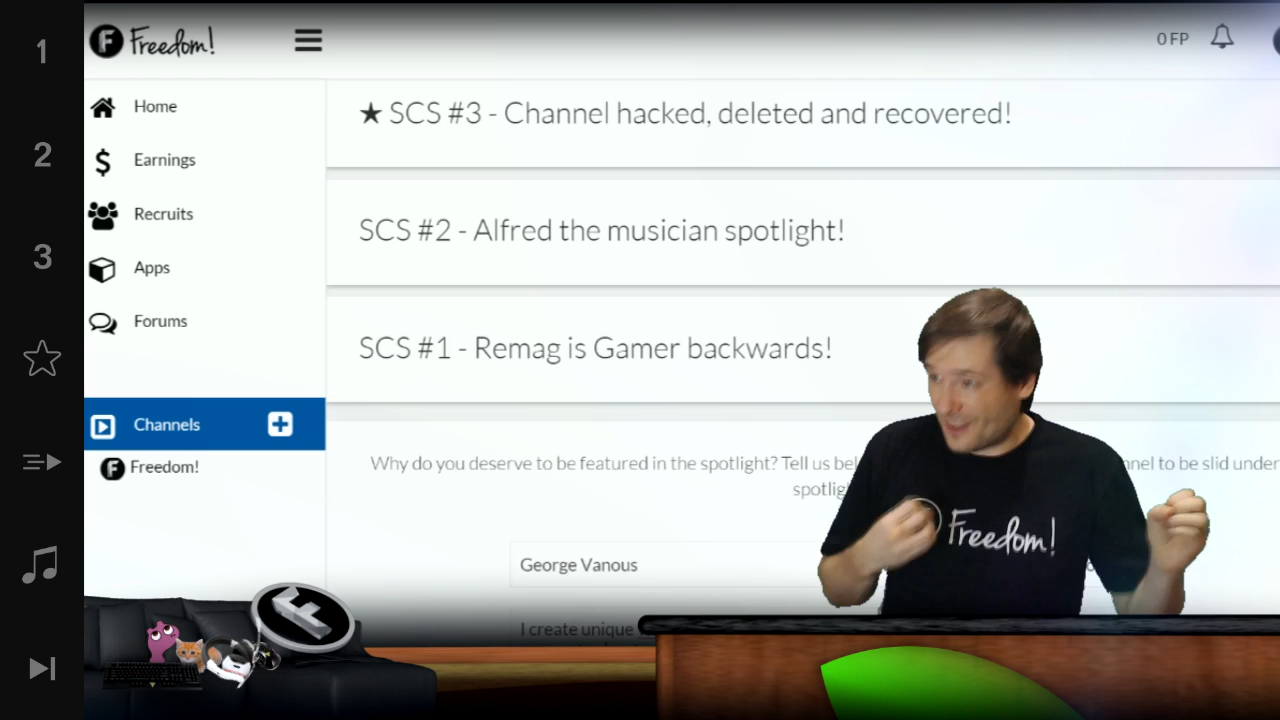 1
2
3
Freedom!
0 FP
Home
Earnings
Recruits
Apps
Forums
Channels
Freedom!
★ SCS #3 - Channel hacked, deleted and recovered!
SCS #2 - Alfred the musician spotlight!
SCS #1 - Remag is Gamer backwards!
Why do you deserve to be featured in the spotlight? Tell us nnel to be slid under
George Vanous
I create unique
Freedom!